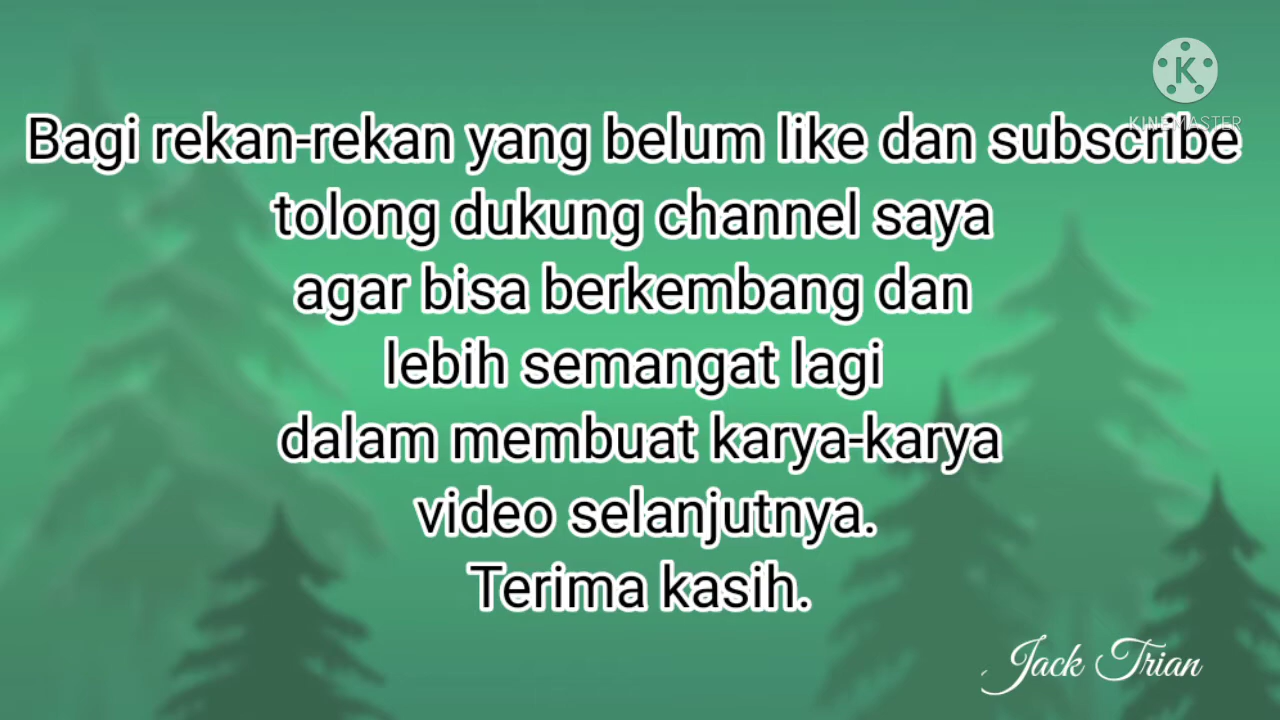 K
KINEMASTER
Bagi rekan-rekan yang belum like dan subscribe
tolong dukung channel saya
agar bisa berkembang dan
lebih semangat lagi
dalam membuat karya-karya
video selanjutnya.
Terima kasih.
Jack Trian